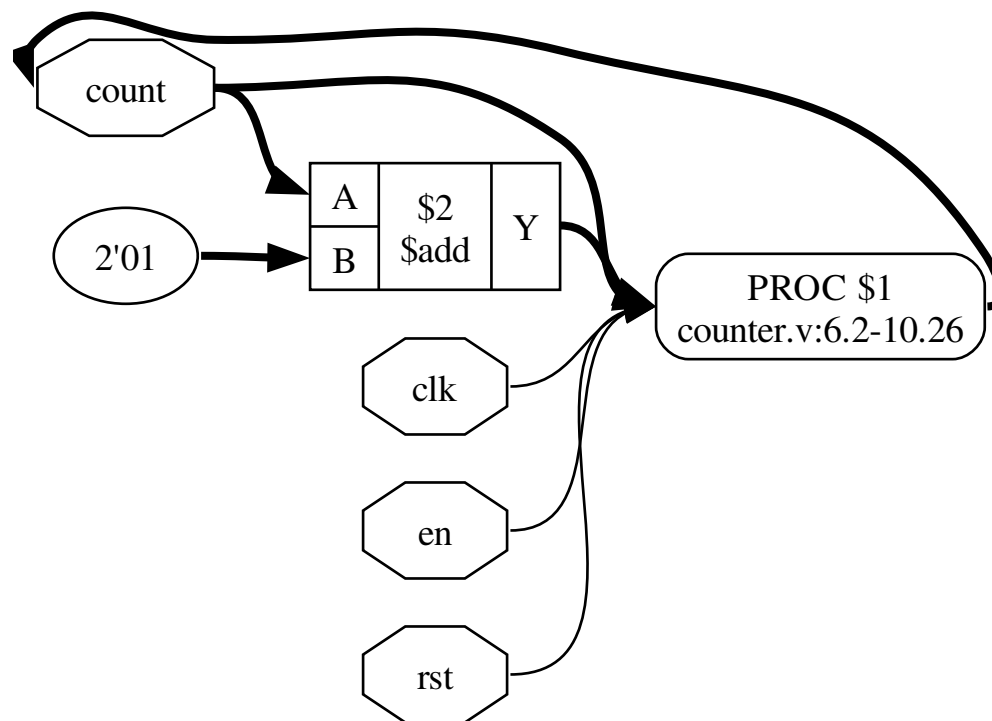 count
2'01
A
B
$2
$add
Y
PROC $1
counter.v:6.2-10.26
clk
en
rst